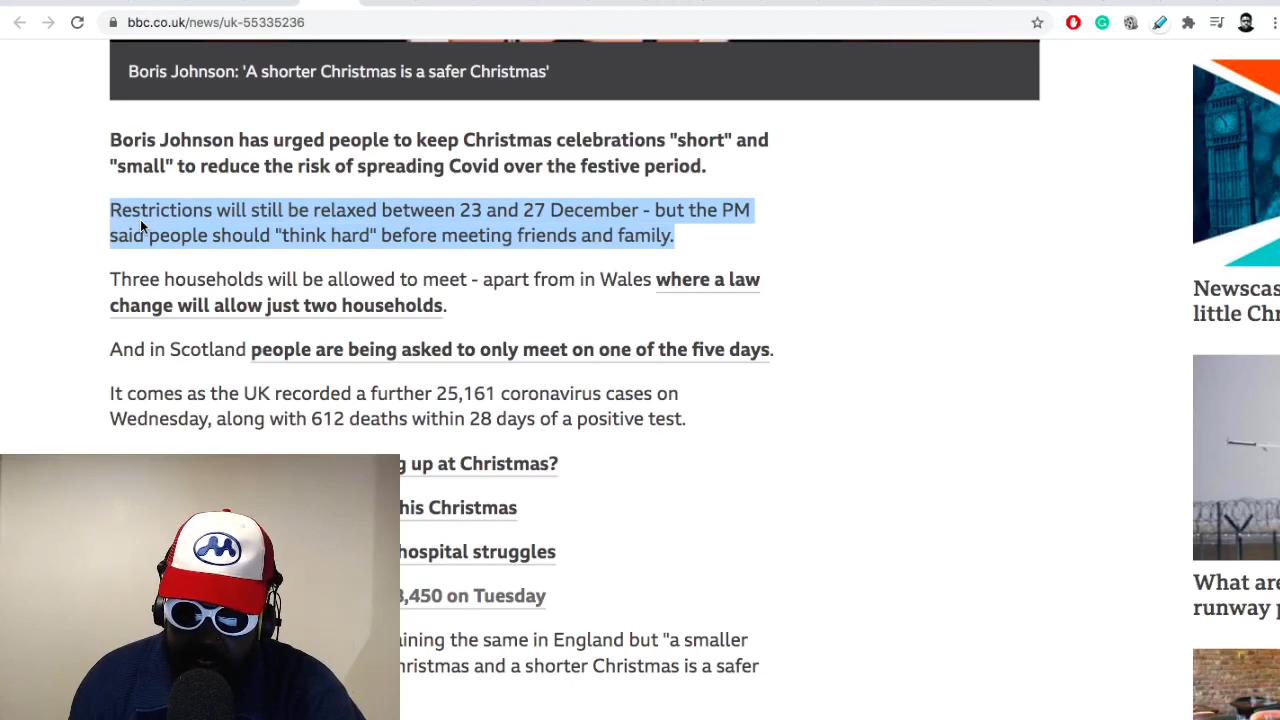 bbc.co.uk/news/uk-55335236
Boris Johnson: 'A shorter Christmas is a safer Christmas'
Boris Johnson has urged people to keep Christmas celebrations "short" and
"small" to reduce the risk of spreading Covid over the festive period.
Restrictions will still be relaxed between 23 and 27 December - but the PM
said people should "think hard" before meeting friends and family.
Three households will be allowed to meet - apart from in Wales where a law
change will allow just two households.
And in Scotland people are being asked to only meet on one of the five days.
It comes as the UK recorded a further 25,161 coronavirus cases on
Wednesday, along with 612 deaths within 28 days of a positive test.
g up at Christmas?
his Christmas
hospital struggles
,450 on Tuesday
aining the same in England but "a smaller
hristmas and a shorter Christmas is a safer
Newscas
little Chr
What are
runway p